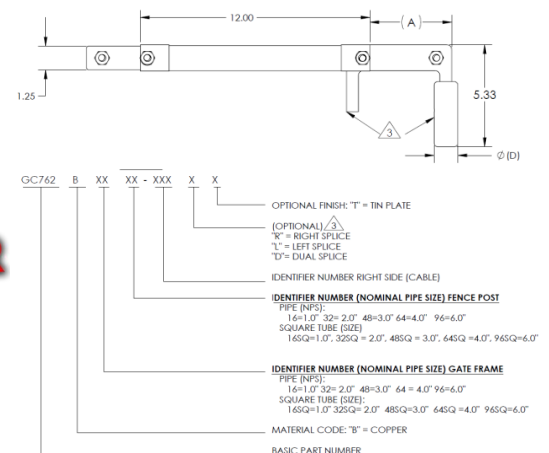 12.00
( A )
1.25
5.33
3
Ø (D)
GC762 B XX XX - XXX X X
OPTIONAL FINISH: "T" = TIN PLATE
(OPTIONAL) 3
"R" = RIGHT SPLICE
"L" = LEFT SPLICE
"D"= DUAL SPLICE
IDENTIFIER NUMBER RIGHT SIDE (CABLE)
IDENTIFIER NUMBER (NOMINAL PIPE SIZE) FENCE POST
PIPE (NPS):
16=1.0" 32= 2.0" 48=3.0" 64=4.0" 96=6.0"
SQUARE TUBE (SIZE)
16SQ=1.0", 32SQ = 2.0", 48SQ = 3.0", 64SQ =4.0", 96SQ=6.0"
IDENTIFIER NUMBER (NOMINAL PIPE SIZE) GATE FRAME
PIPE (NPS):
16=1.0" 32= 2.0" 48=3.0" 64 = 4.0" 96=6.0"
SQUARE TUBE (SIZE):
16SQ=1.0" 32SQ= 2.0" 48SQ=3.0" 64SQ =4.0" 96SQ=6.0"
MATERIAL CODE: "B" = COPPER
BASIC PART NUMBER